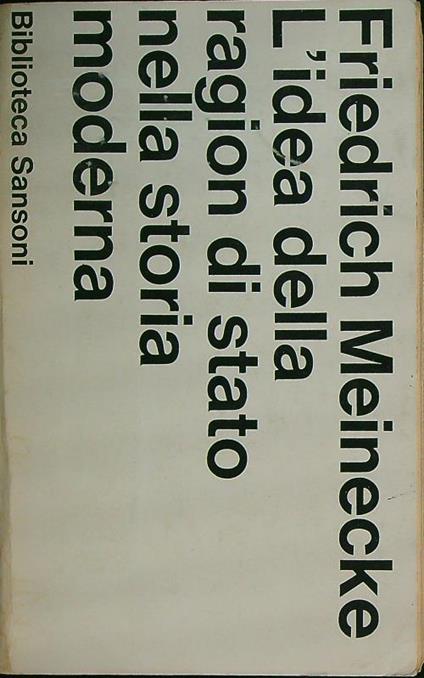 Friedrich Meinecke
L'idea della
ragion di stato
nella storia
moderna
Biblioteca Sansoni